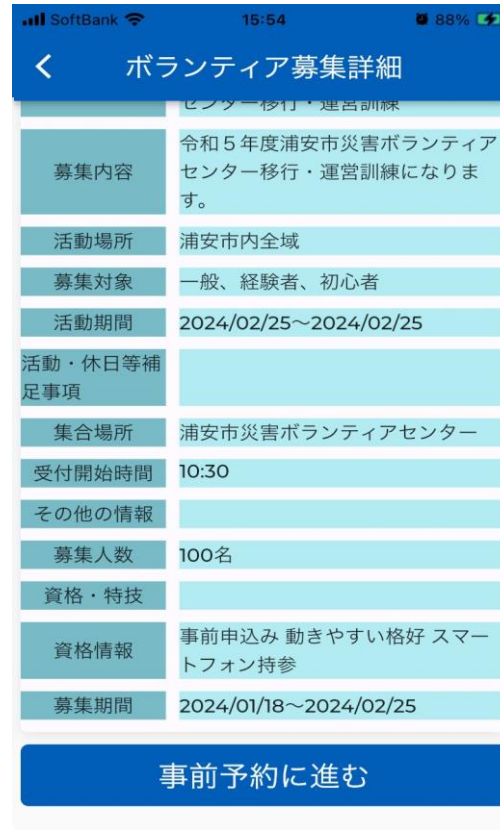 SoftBank 15:54 88%
ボランティア募集詳細
センター移行・運営訓練
募集内容
令和５年度浦安市災害ボランティア
センター移行・運営訓練になりま
す。
活動場所 浦安市内全域
募集対象 一般、経験者、初心者
活動期間 2024/02/25～2024/02/25
活動・休日等補
足事項
集合場所 浦安市災害ボランティアセンター
受付開始時間 10:30
その他の情報
募集人数 100名
資格・特技
資格情報
事前申込み 動きやすい格好 スマー
トフォン持参
募集期間 2024/01/18～2024/02/25
事前予約に進む